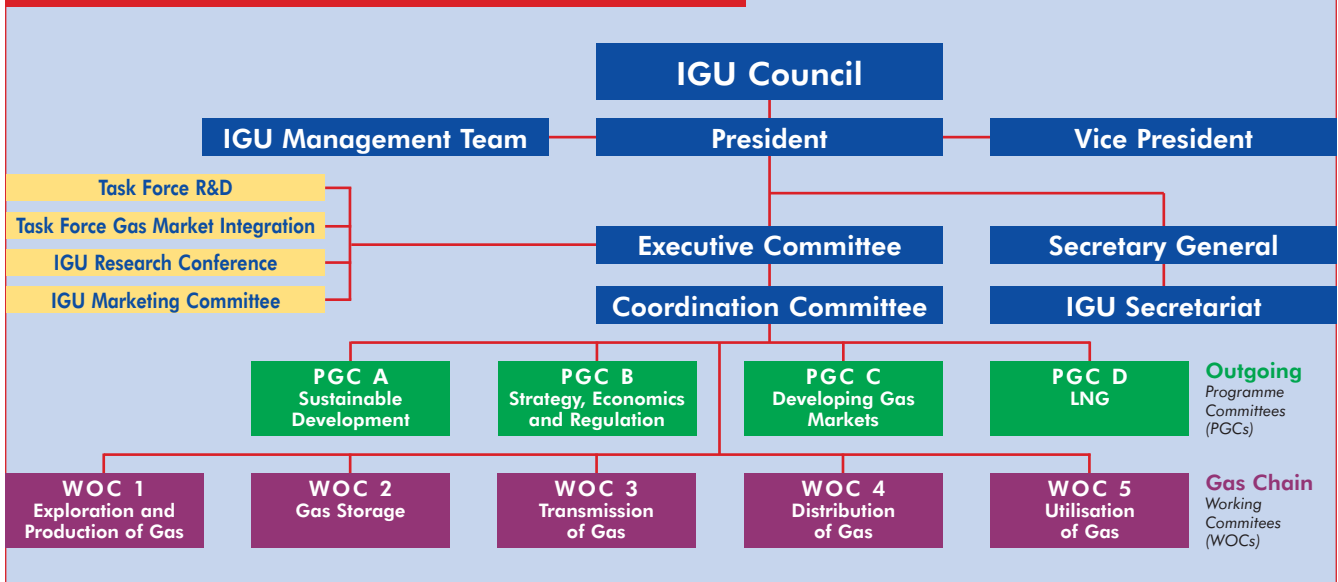 IGU Council
IGU Management Team
President
Vice President
Task Force R&D
Task Force Gas Market Integration
IGU Research Conference
IGU Marketing Committee
Executive Committee
Secretary General
Coordination Committee
IGU Secretariat
PGC A
Sustainable
Development
PGC B
Strategy, Economics
and Regulation
PGC C
Developing Gas
Markets
PGC D
LNG
Outgoing
Programme
Committees
(PGCs)
WOC 1
Exploration and
Production of Gas
WOC 2
Gas Storage
WOC 3
Transmission
of Gas
WOC 4
Distribution
of Gas
WOC 5
Utilisation
of Gas
Gas Chain
Working
Commitees
(WOCs)